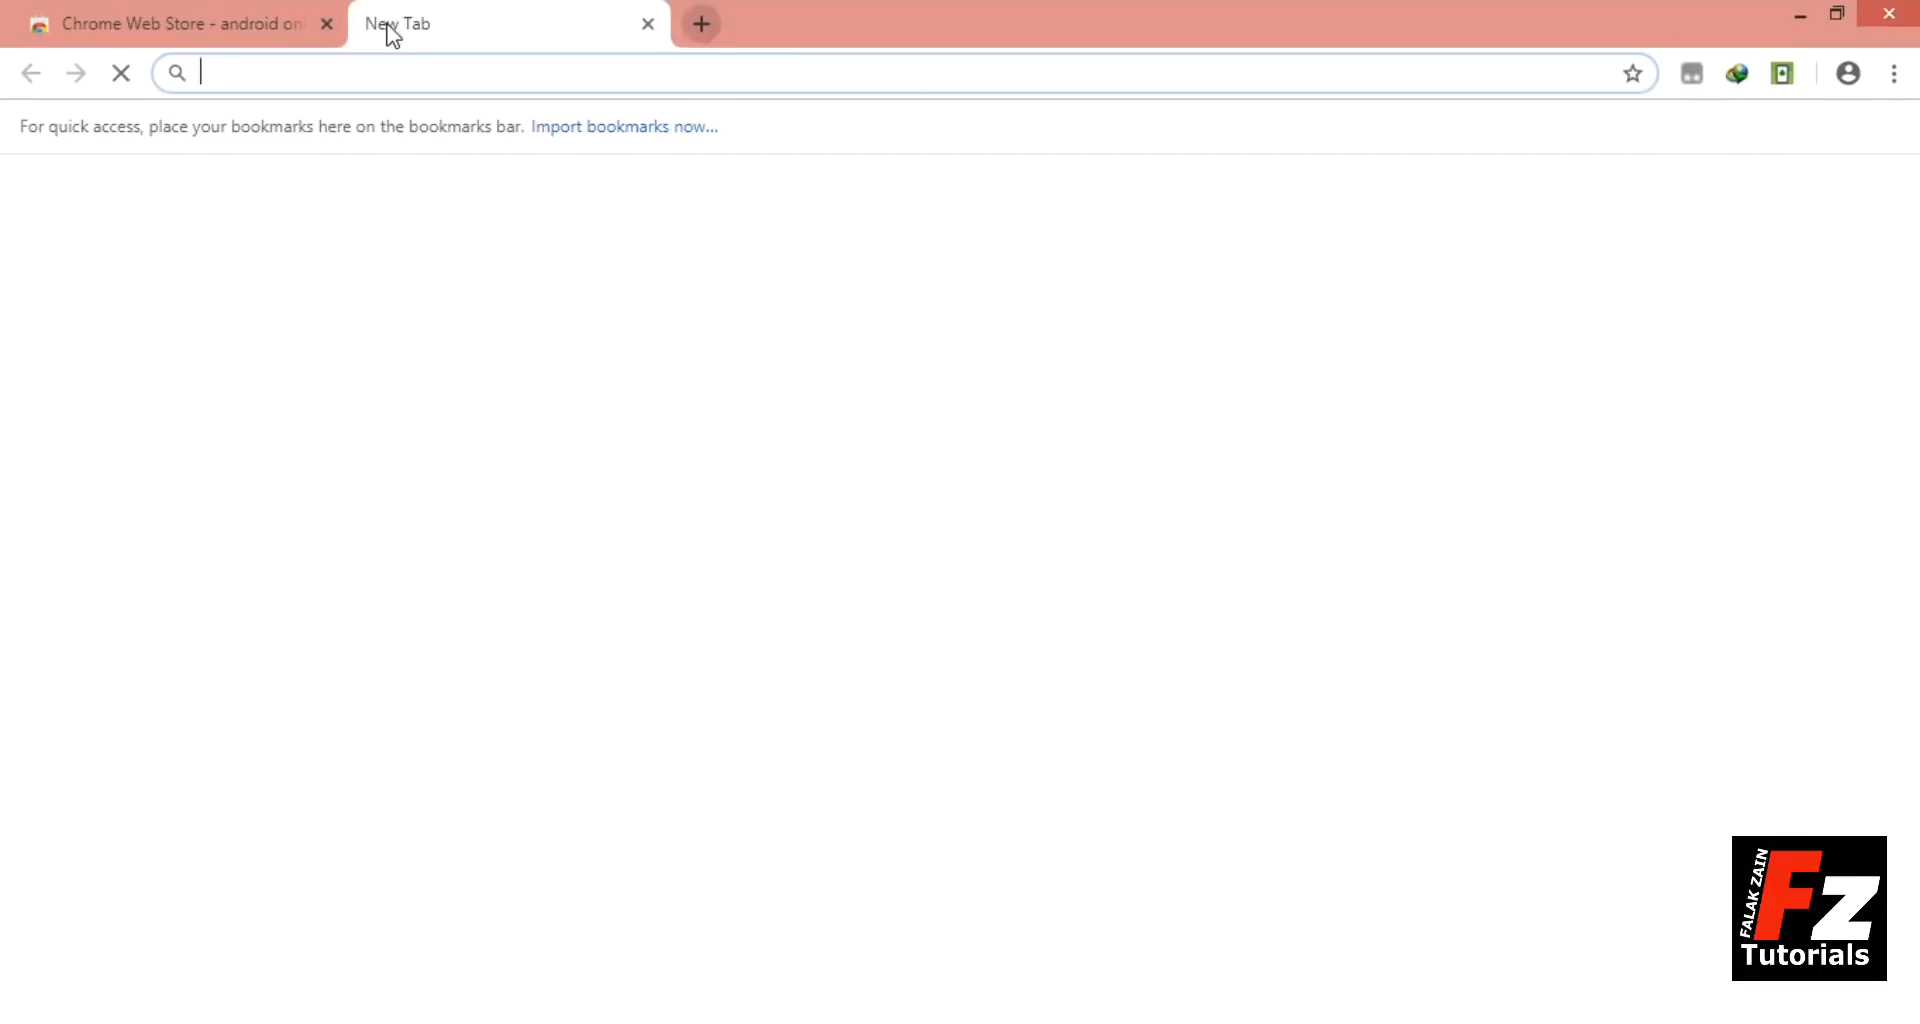 Chrome Web Store - android on
New Tab
For quick access, place your bookmarks here on the bookmarks bar. Import bookmarks now...
FALAK ZAIN
Fz
Tutorials